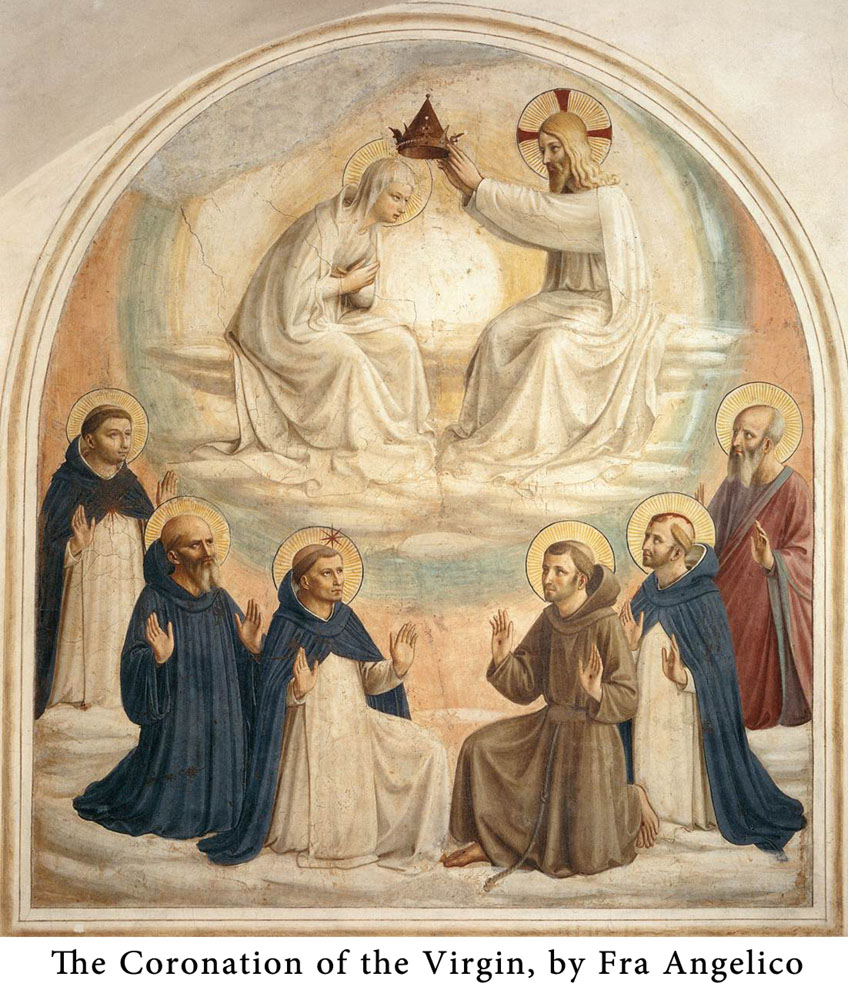 The Coronation of the Virgin, by Fra Angelico